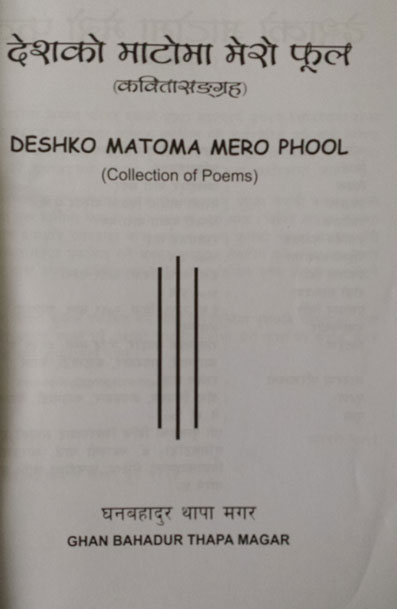 देशको माटोमा मेरो फूल
(कवितासङ्ग्रह)
DESHKO MATOMA MERO PHOOL
(Collection of Poems)
घनबहादुर थापा मगर
GHAN BAHADUR THAPA MAGAR